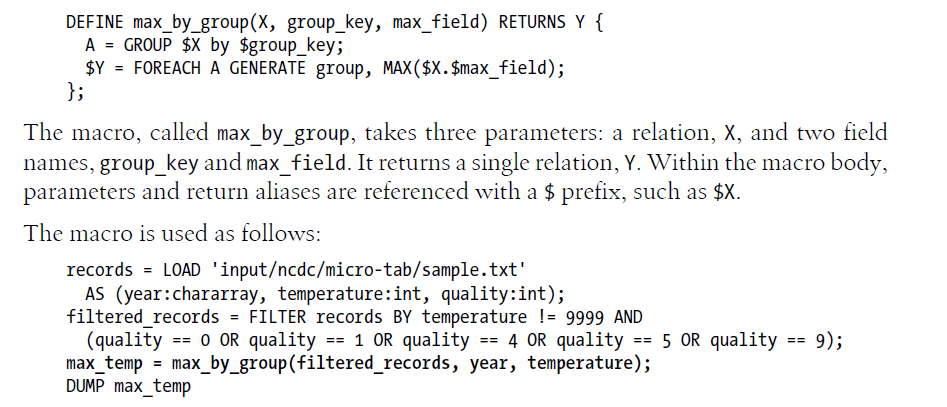 DEFINE max_by_group(X, group_key, max_field) RETURNS Y {
A = GROUP $X by $group_key;
$Y = FOREACH A GENERATE group, MAX($X.$max_field);
};
The macro, called max_by_group, takes three parameters: a relation, X, and two field
names, group_key and max_field. It returns a single relation, Y. Within the macro body,
parameters and return aliases are referenced with a $ prefix, such as $X.
The macro is used as follows:
records = LOAD 'input/ncdc/micro-tab/sample.txt'
AS (year:chararray, temperature:int, quality:int);
filtered_records = FILTER records BY temperature != 9999 AND
(quality == 0 OR quality == 1 OR quality == 4 OR quality == 5 OR quality == 9);
max_temp = max_by_group(filtered_records, year, temperature);
DUMP max_temp